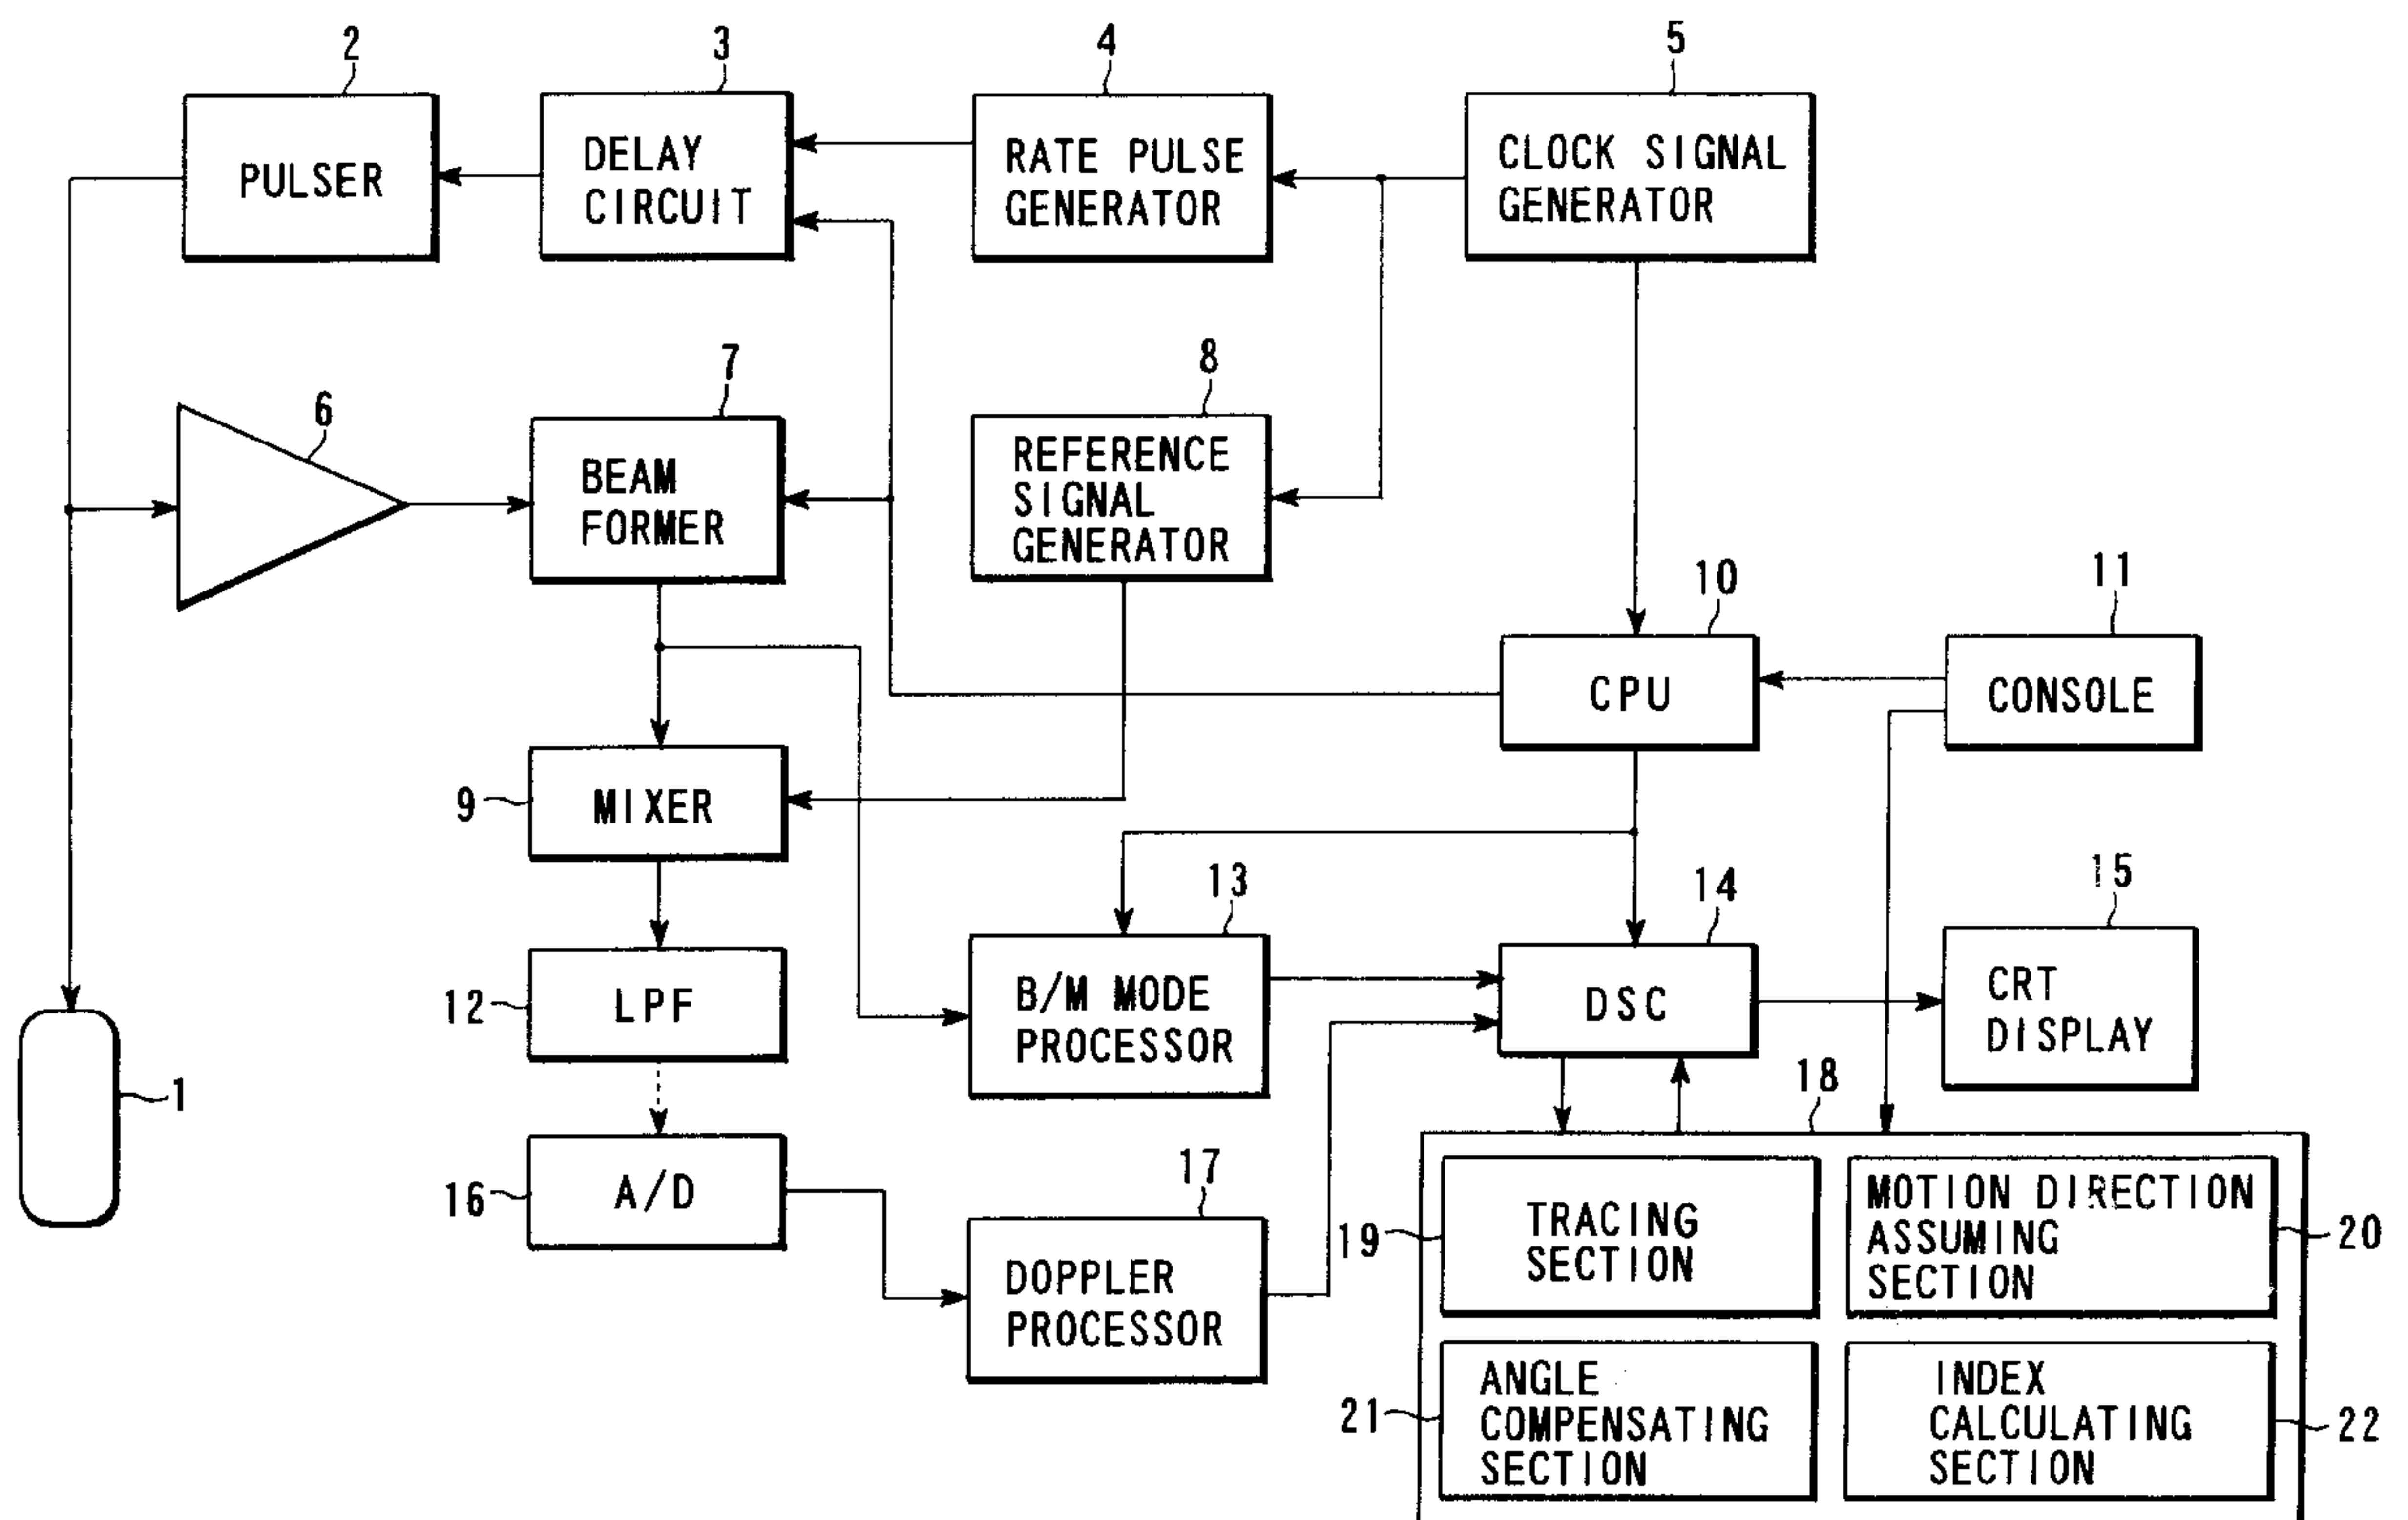 2
3
4
5
PULSER
DELAY
CIRCUIT
RATE PULSE
GENERATOR
CLOCK SIGNAL
GENERATOR
6
7
8
BEAM
FORMER
REFERENCE
SIGNAL
GENERATOR
10
11
CPU
CONSOLE
9
MIXER
13
14
15
12
LPF
B/M MODE
PROCESSOR
DSC
CRT
DISPLAY
1
18
16
A/D
17
DOPPLER
PROCESSOR
19
TRACING
SECTION
MOTION DIRECTION
ASSUMING
SECTION
20
21
ANGLE
COMPENSATING
SECTION
INDEX
CALCULATING
SECTION
22